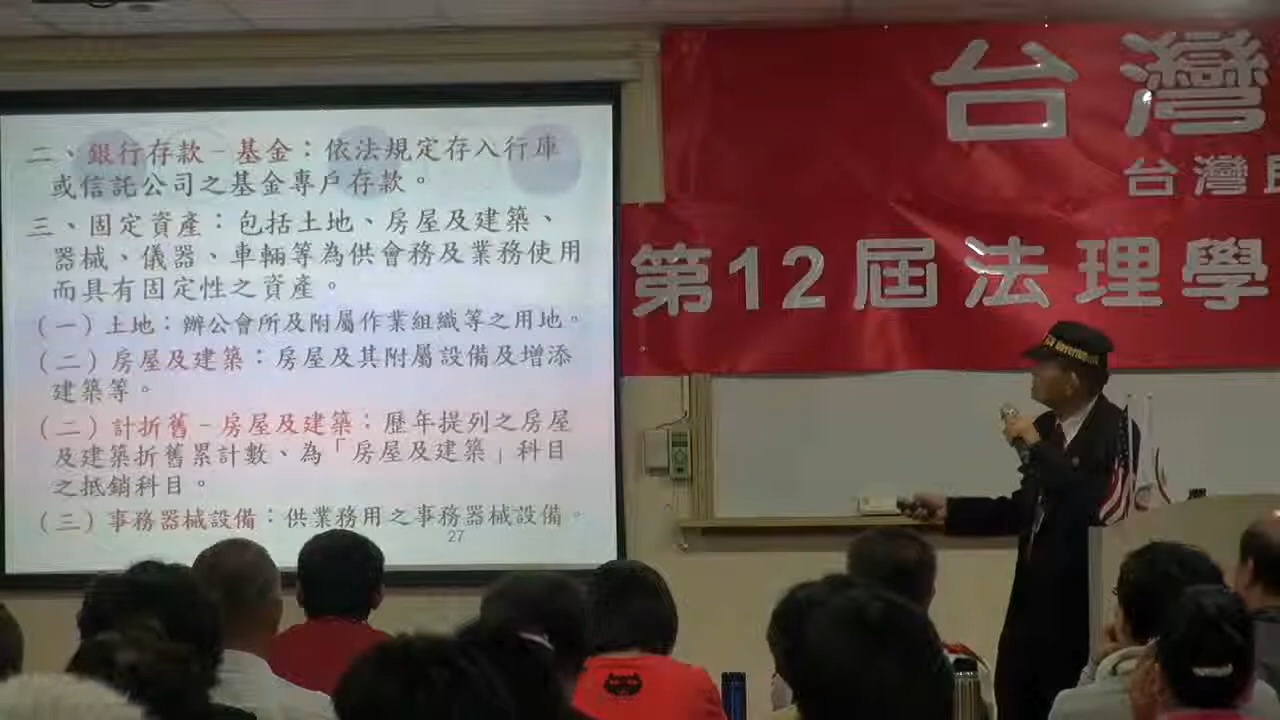 二、銀行存款－基金：依法規定存入行庫
或信託公司之基金專戶存款。
三、固定資產：包括土地、房屋及建築、
器械、儀器、車輛等為供會務及業務使用
而具有固定性之資產。
（一）土地：辦公會所及附屬作業組織等之用地。
（二）房屋及建築：房屋及其附屬設備及增添
建築等。
（二）計折舊－房屋及建築：歷年提列之房屋
及建築折舊累計數、為「房屋及建築」科目
之抵銷科目。
（三）事務器械設備：供業務用之事務器械設備。
27
台灣
台灣
第12屆法理學